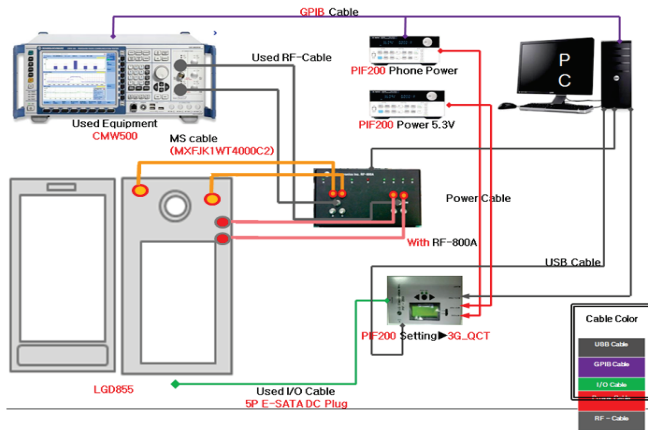 GPIB Cable
Used RF-Cable
PIF200 Phone Power
P
C
PIF200 Power 5.3V
Used Equipment
CMW500
MS cable
(MXFJK1WT4000C2)
Power Cable
With RF-800A
USB Cable
PIF200 Setting▶3G_QCT
Cable Color
USB Cable
GPIB Cable
I/O Cable
RF - Cable
LGD855
Used I/O Cable
5P E-SATA DC Plug